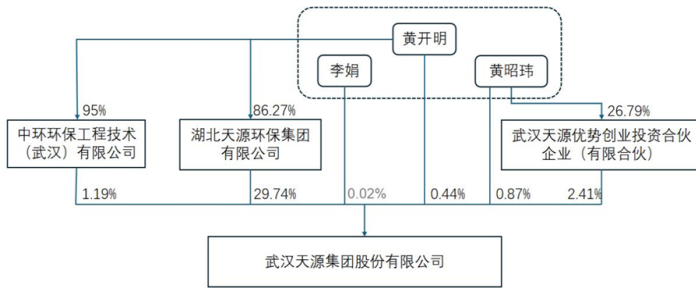 黄开明
李娟
黄昭玮
95%
86.27%
26.79%
中环环保工程技术
（武汉）有限公司
湖北天源环保集团
有限公司
武汉天源优势创业投资合伙
企业（有限合伙）
1.19%
29.74%
0.02%
0.44%
0.87%
2.41%
武汉天源集团股份有限公司